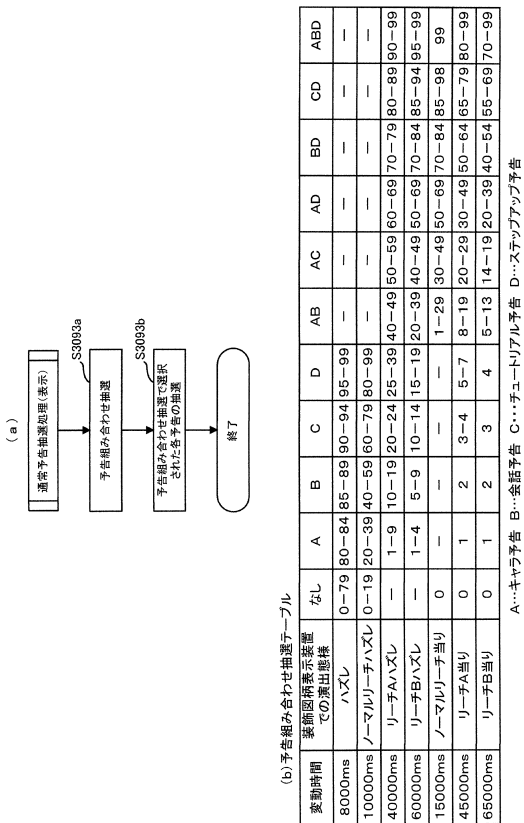 (a)
通常予告抽選処理(表示)
S3093a
予告組み合わせ抽選
S3093b
予告組み合わせ抽選で選択
された各予告の抽選
終了
(b)予告組み合わせ抽選テーブル
変動時間 装飾図柄表示装置での演出態様 なし A B C D AB AC AD BD CD ABD
8000ms ハズレ 0-79 80-84 85-89 90-94 95-99 － － － － － －
10000ms ノーマルリーチハズレ 0-19 20-39 40-59 60-79 80-99 － － － － － －
40000ms リーチAハズレ － 1-9 10-19 20-24 25-39 40-49 50-59 60-69 70-79 80-89 90-99
60000ms リーチBハズレ － 1-4 5-9 10-14 15-19 20-39 40-49 50-69 70-84 85-94 95-99
15000ms ノーマルリーチ当り 0 － － － － 1-29 30-49 50-69 70-84 85-98 99
45000ms リーチA当り 0 1 2 3-4 5-7 8-19 20-29 30-49 50-64 65-79 80-99
65000ms リーチB当り 0 1 2 3 4 5-13 14-19 20-39 40-54 55-69 70-99
A…キャラ予告 B…会話予告 C…チュートリアル予告 D…ステップアップ予告